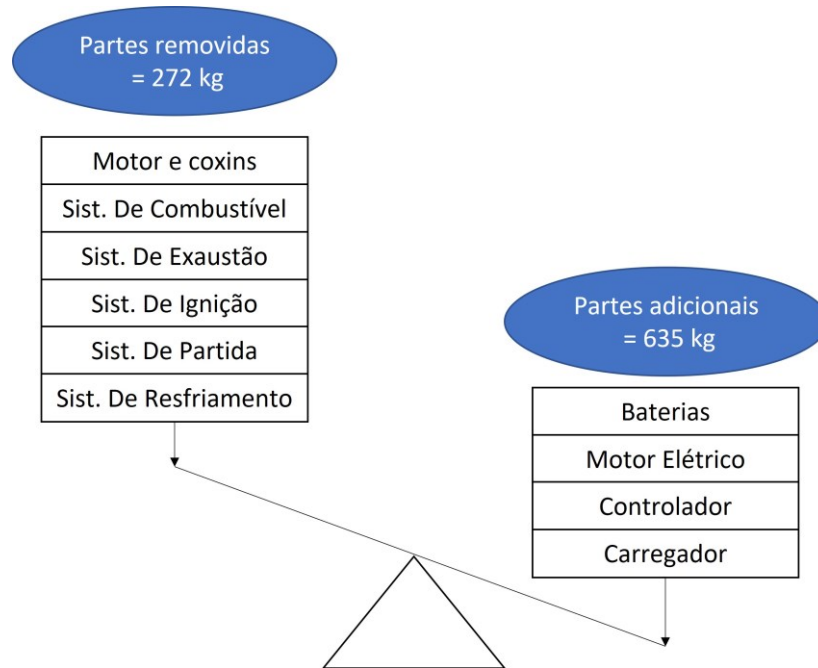 Partes removidas
= 272 kg
Motor e coxins
Sist. De Combustível
Sist. De Exaustão
Sist. De Ignição
Sist. De Partida
Sist. De Resfriamento
Partes adicionais
= 635 kg
Baterias
Motor Elétrico
Controlador
Carregador